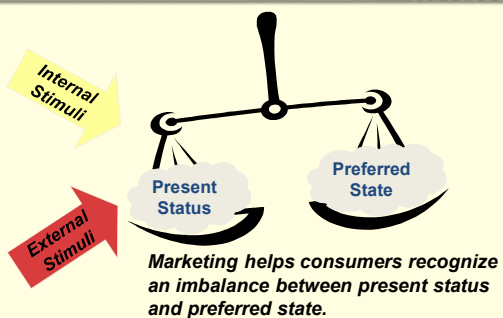 Internal
Stimuli
Preferred
State
Present
Status
External
Stimuli
Marketing helps consumers recognize
an imbalance between present status
and preferred state.